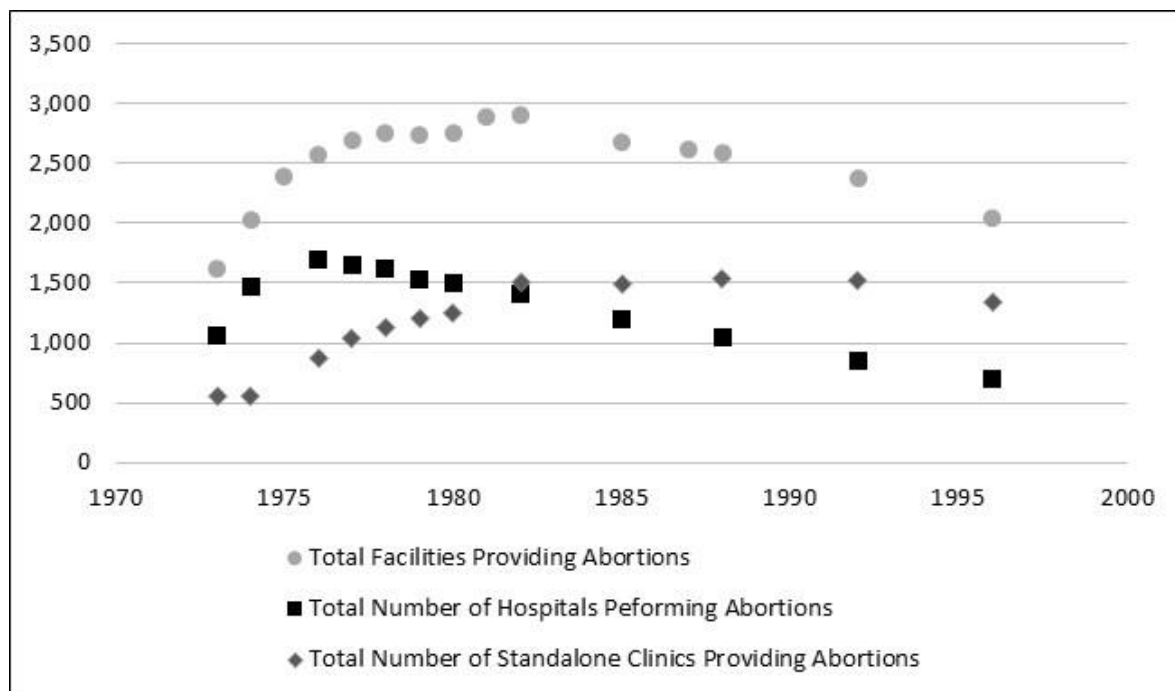 3,500
3,000
2,500
2,000
1,500
1,000
500
0
1970 1975 1980 1985 1990 1995 2000
Total Facilities Providing Abortions
Total Number of Hospitals Peforming Abortions
Total Number of Standalone Clinics Providing Abortions